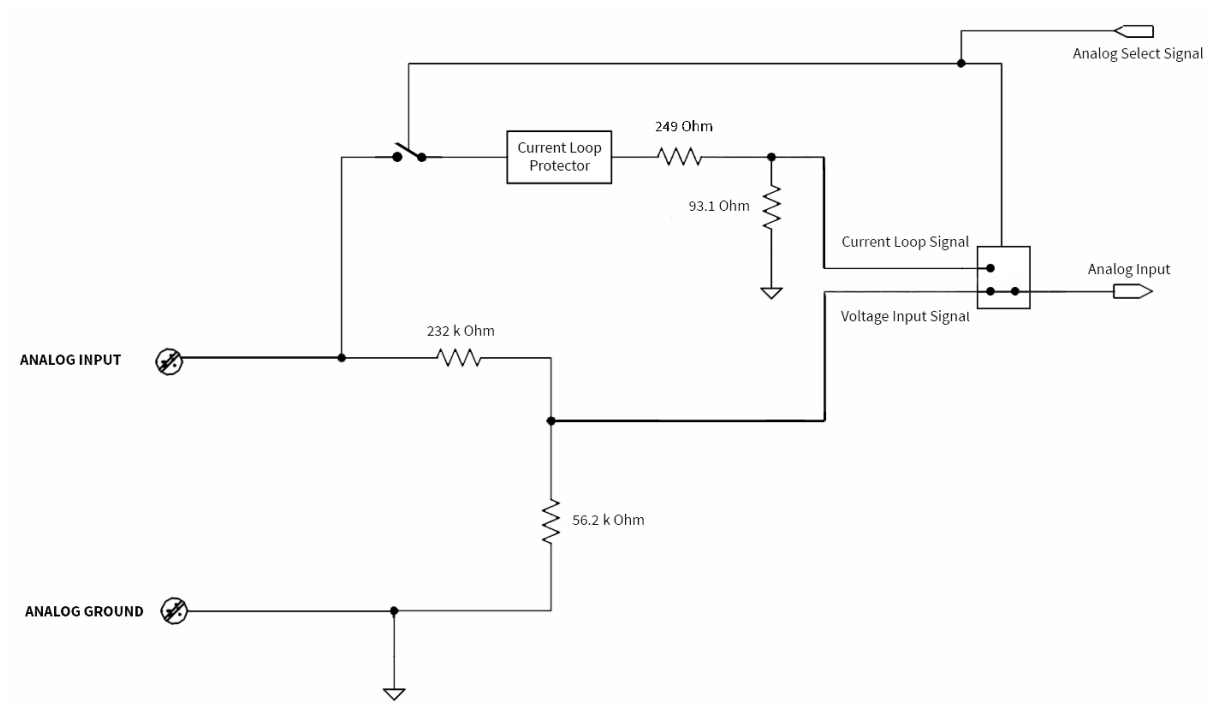 Analog Select Signal
249 Ohm
Current Loop
Protector
93.1 Ohm
Current Loop Signal
Analog Input
Voltage Input Signal
232 k Ohm
ANALOG INPUT
56.2 k Ohm
ANALOG GROUND